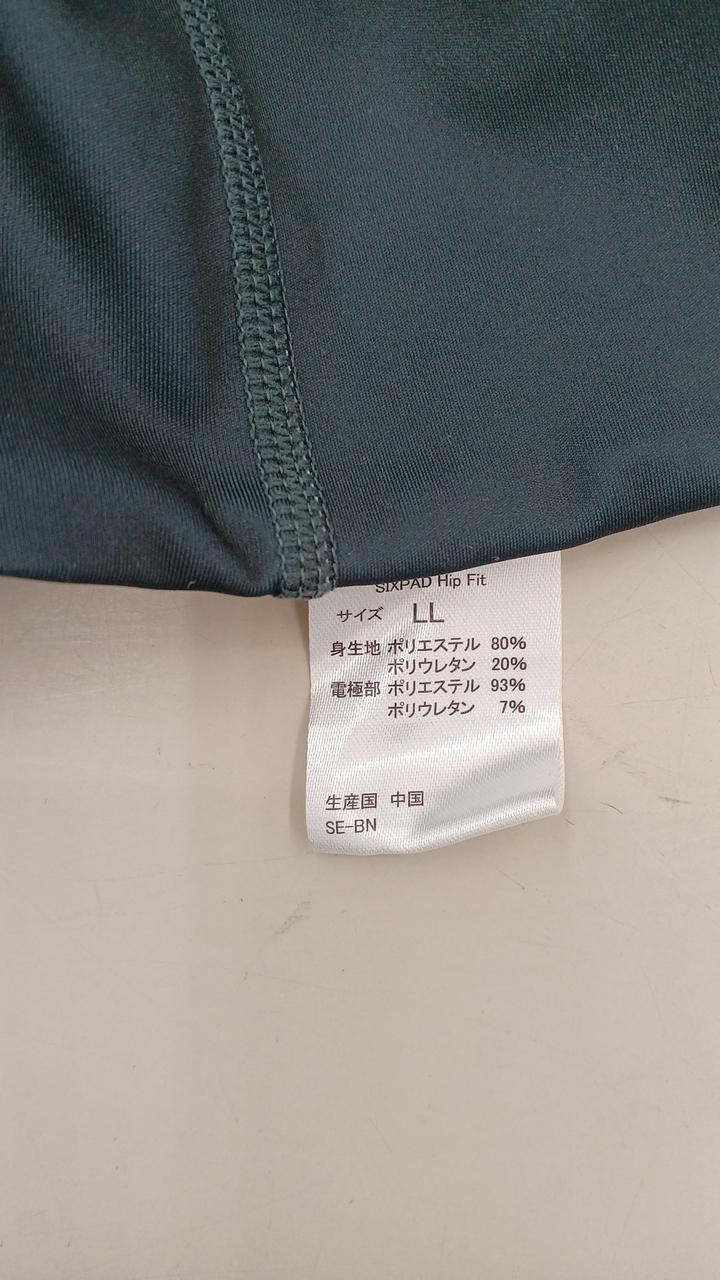 SIXPAD Hip Fit
サイズ LL
身生地 ポリエステル 80%
ポリウレタン 20%
電極部 ポリエステル 93%
ポリウレタン 7%
生産国 中国
SE-BN